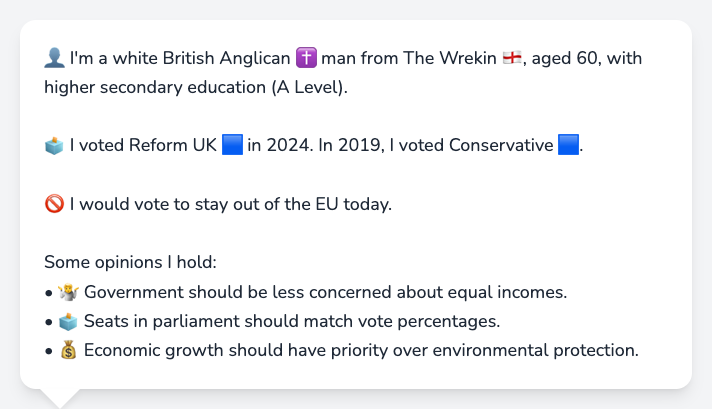 👤 I'm a white British Anglican ✝️ man from The Wrekin 🏴󠁧󠁢󠁥󠁮󠁧󠁿, aged 60, with
higher secondary education (A Level).
🗳️ I voted Reform UK 🟦 in 2024. In 2019, I voted Conservative 🟦.
🚫 I would vote to stay out of the EU today.
Some opinions I hold:
• 🤷 Government should be less concerned about equal incomes.
• 🗳️ Seats in parliament should match vote percentages.
• 💰 Economic growth should have priority over environmental protection.